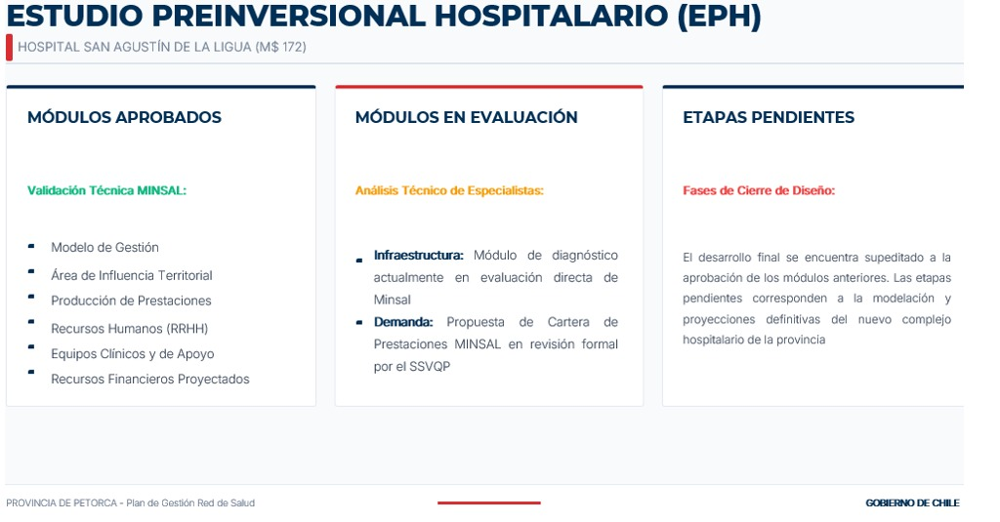 ESTUDIO PREINVERSIONAL HOSPITALARIO (EPH)
HOSPITAL SAN AGUSTÍN DE LA LIGUA (M$ 172)
MÓDULOS APROBADOS
Validación Técnica MINSAL:
Modelo de Gestión
Área de Influencia Territorial
Producción de Prestaciones
Recursos Humanos (RRHH)
Equipos Clínicos y de Apoyo
Recursos Financieros Proyectados
MÓDULOS EN EVALUACIÓN
Análisis Técnico de Especialistas:
Infraestructura: Módulo de diagnóstico
actualmente en evaluación directa de
Minsal
Demanda: Propuesta de Cartera de
Prestaciones MINSAL en revisión formal
por el SSVQP
ETAPAS PENDIENTES
Fases de Cierre de Diseño:
El desarrollo final se encuentra supeditado a la
aprobación de los módulos anteriores. Las etapas
pendientes corresponden a la modelación y
proyecciones definitivas del nuevo complejo
hospitalario de la provincia
PROVINCIA DE PETORCA - Plan de Gestión Red de Salud
GOBIERNO DE CHILE